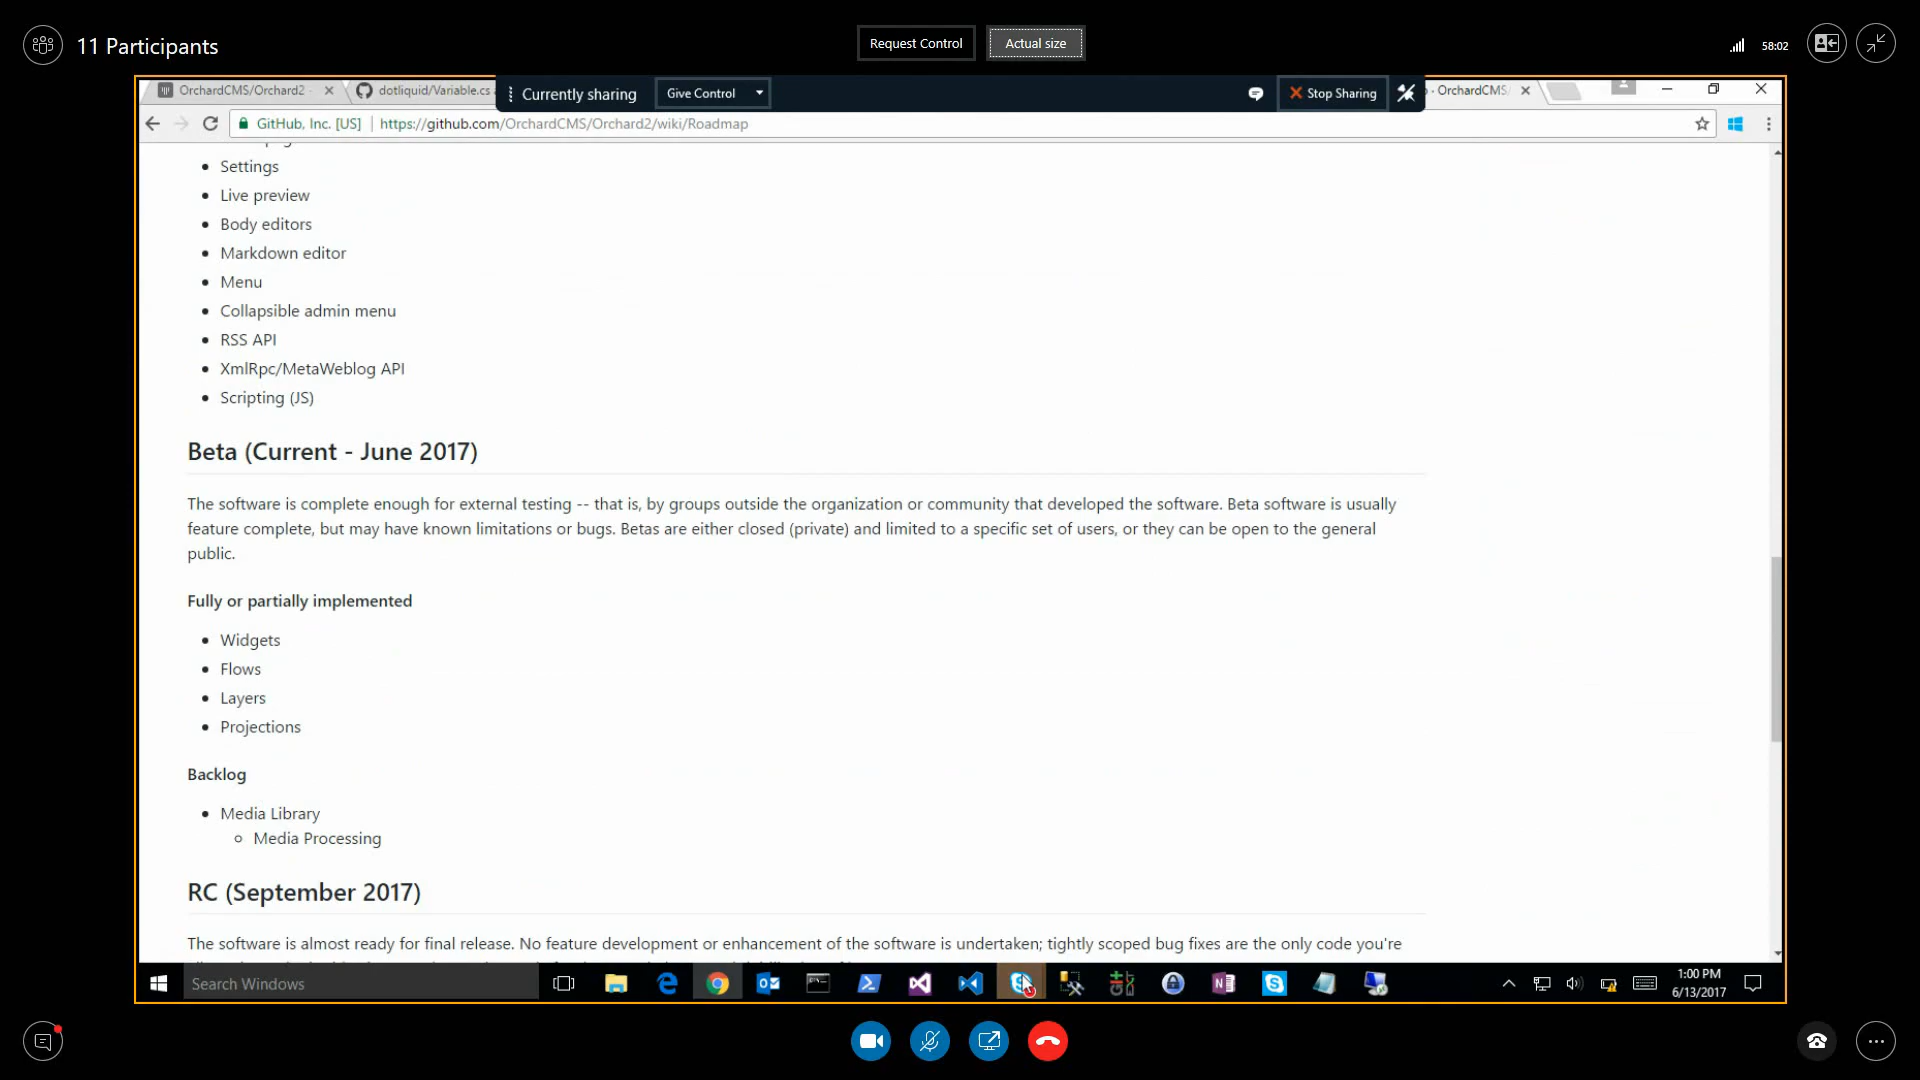 11 Participants
Request Control
Actual size
58:02
OrchardCMS/Orchard2 -
dotliquid/Variable.cs
Currently sharing
Give Control
Stop Sharing
OrchardCMS/
GitHub, Inc. [US]
https://github.com/OrchardCMS/Orchard2/wiki/Roadmap
Settings
Live preview
Body editors
Markdown editor
Menu
Collapsible admin menu
RSS API
XmlRpc/MetaWeblog API
Scripting (JS)
Beta (Current - June 2017)
The software is complete enough for external testing -- that is, by groups outside the organization or community that developed the software. Beta software is usually
feature complete, but may have known limitations or bugs. Betas are either closed (private) and limited to a specific set of users, or they can be open to the general
public.
Fully or partially implemented
Widgets
Flows
Layers
Projections
Backlog
Media Library
Media Processing
RC (September 2017)
The software is almost ready for final release. No feature development or enhancement of the software is undertaken; tightly scoped bug fixes are the only code you're
Search Windows
1:00 PM
6/13/2017